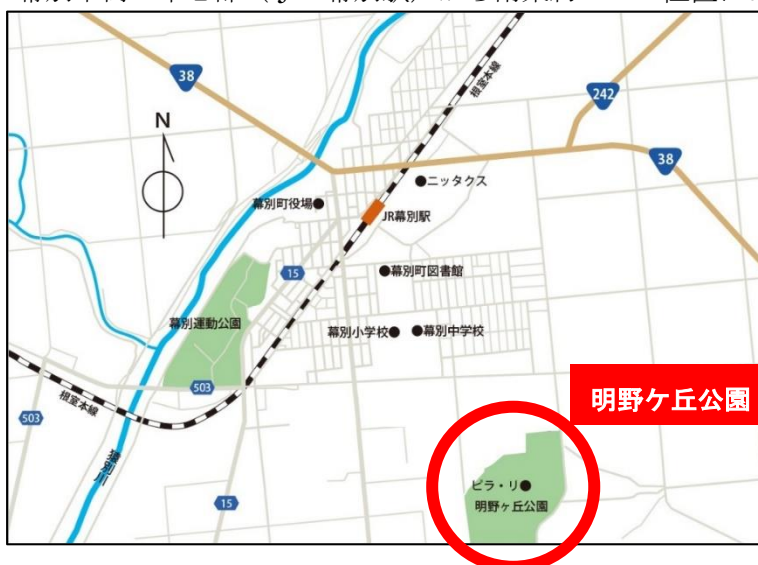 38
242
根室本線
N
38
ニッタクス
幕別町役場
JR幕別駅
15
幕別町図書館
幕別運動公園
幕別小学校
幕別中学校
503
明野ケ丘公園
根室本線
503
猿別川
15
ピラ・リ
明野ヶ丘公園